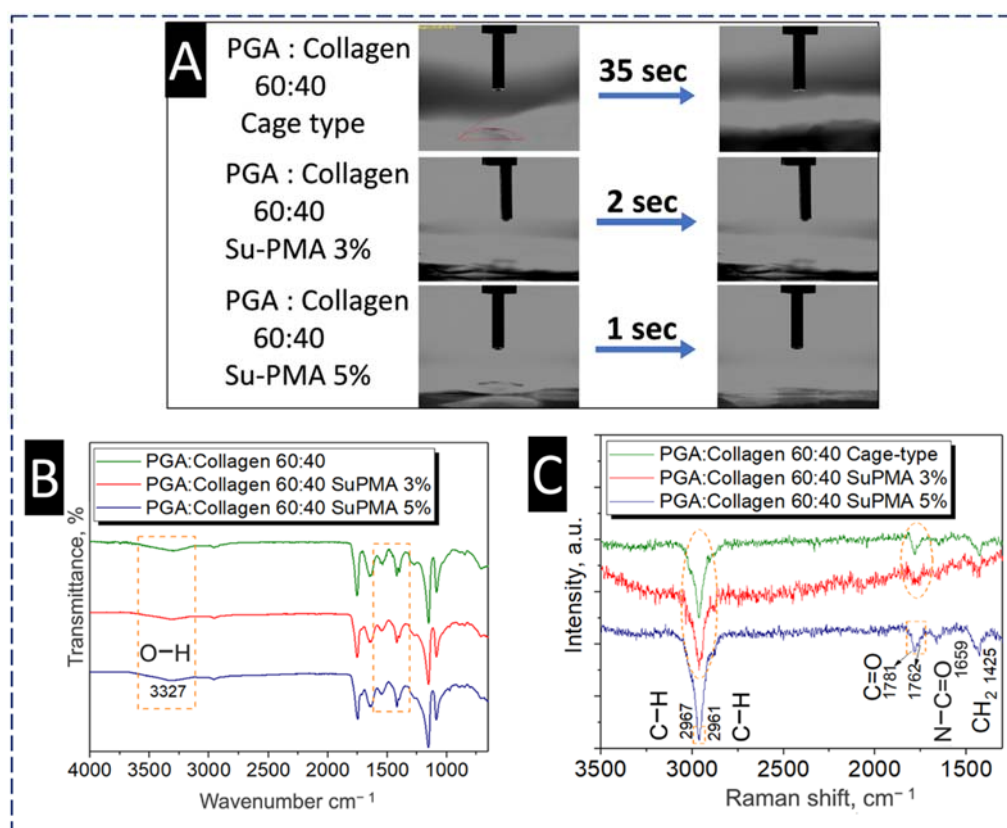 A
PGA : Collagen
60:40
Cage type
35 sec
PGA : Collagen
60:40
Su-PMA 3%
2 sec
PGA : Collagen
60:40
Su-PMA 5%
1 sec
B
PGA:Collagen 60:40
PGA:Collagen 60:40 SuPMA 3%
PGA:Collagen 60:40 SuPMA 5%
Transmittance, %
O−H
3327
4000 3500 3000 2500 2000 1500 1000
Wavenumber cm⁻¹
C
PGA:Collagen 60:40 Cage-type
PGA:Collagen 60:40 SuPMA 3%
PGA:Collagen 60:40 SuPMA 5%
Intensity, a.u.
C−H
2967
2961
C−H
C=O
1781
1762
N−C=O
1659
CH₂ 1425
3500 3000 2500 2000 1500
Raman shift, cm⁻¹